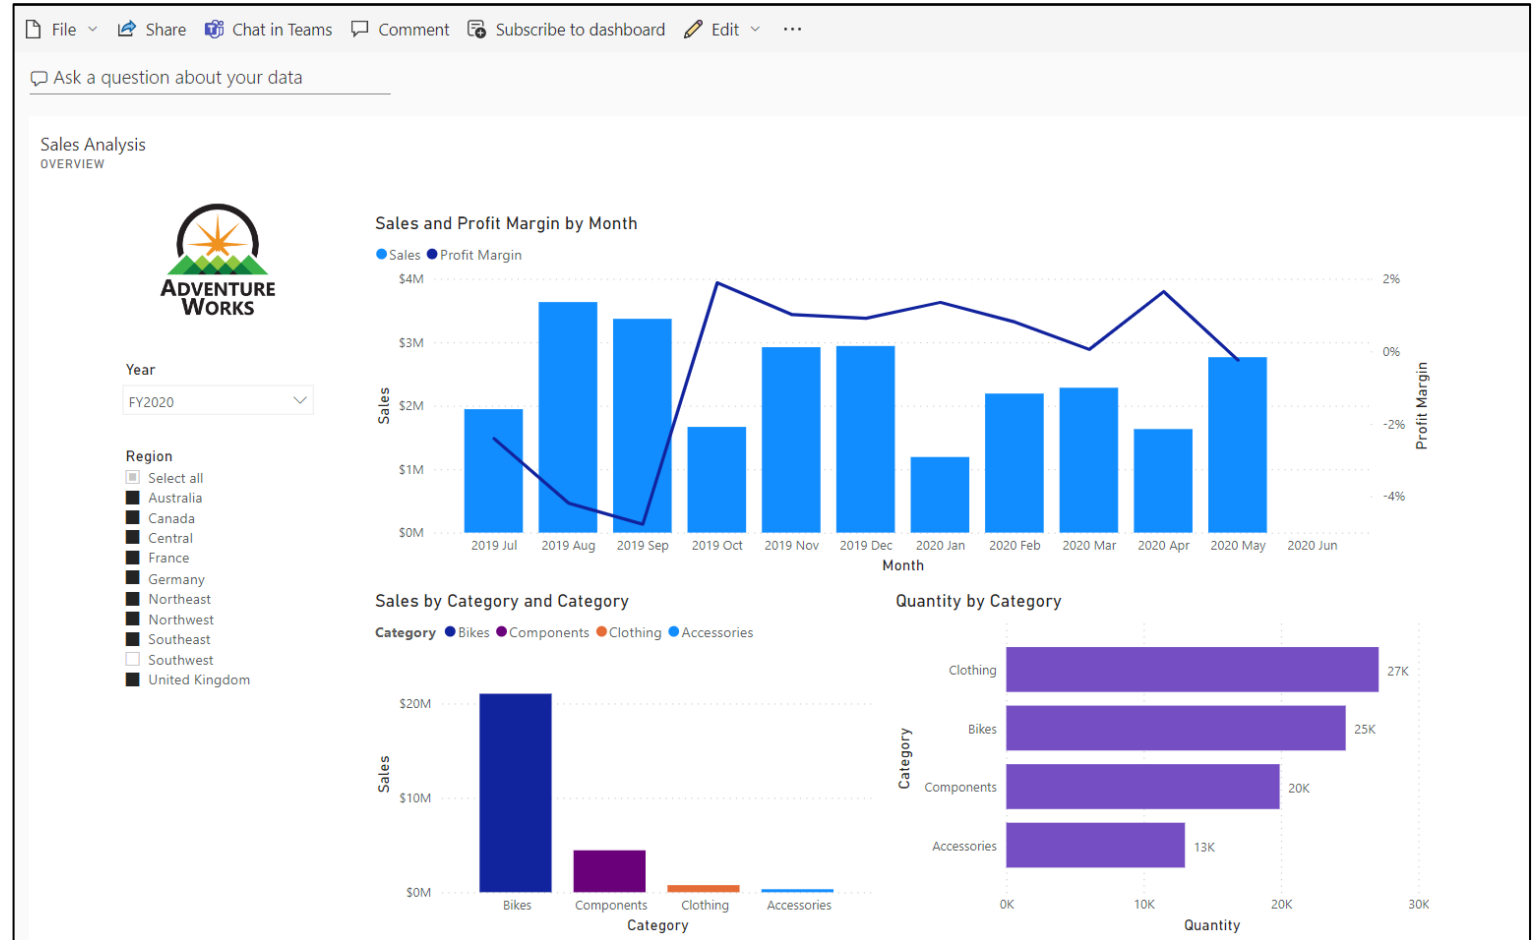 File Share Chat in Teams Comment Subscribe to dashboard Edit ...
Ask a question about your data
Sales Analysis
OVERVIEW
ADVENTURE
WORKS
Year
FY2020
Region
Select all
Australia
Canada
Central
France
Germany
Northeast
Northwest
Southeast
Southwest
United Kingdom
Sales and Profit Margin by Month
Sales Profit Margin
$4M
$3M
$2M
$1M
$0M
Sales
2%
0%
-2%
-4%
Profit Margin
2019 Jul 2019 Aug 2019 Sep 2019 Oct 2019 Nov 2019 Dec 2020 Jan 2020 Feb 2020 Mar 2020 Apr 2020 May 2020 Jun
Month
Sales by Category and Category
Category Bikes Components Clothing Accessories
$20M
$10M
$0M
Sales
Bikes Components Clothing Accessories
Category
Quantity by Category
Category
Clothing 27K
Bikes 25K
Components 20K
Accessories 13K
0K 10K 20K 30K
Quantity